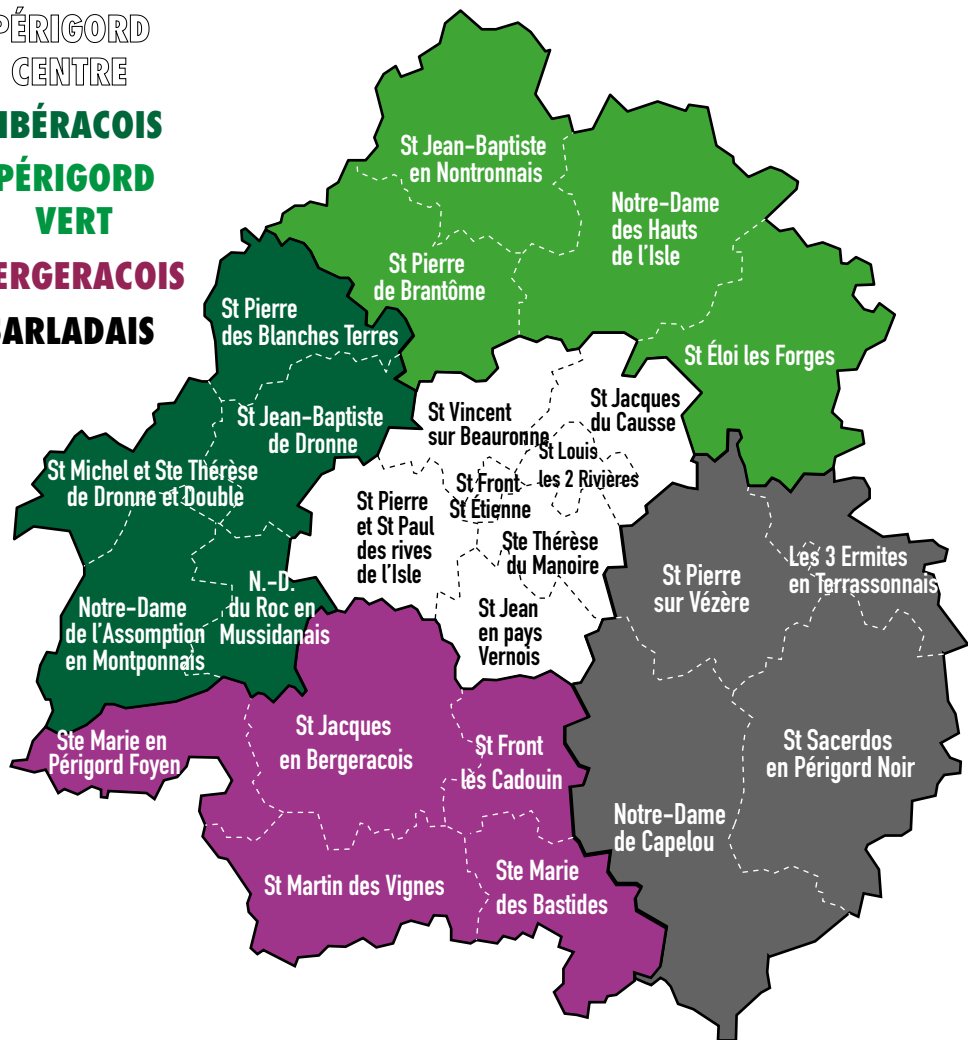 PÉRIGORD
CENTRE
IBÉRACOIS
PÉRIGORD
VERT
ERGERACOIS
SARLADAIS
St Jean-Baptiste
en Nontronnais
Notre-Dame
des Hauts
de l'Isle
St Pierre
de Brantôme
St Pierre
des Blanches Terres
St Éloi les Forges
St Jean-Baptiste
de Dronne
St Vincent
sur Beauronne
St Jacques
du Causse
St Louis
les 2 Rivières
St Michel et Ste Thérèse
de Dronne et Double
St Front
St Étienne
St Pierre
et St Paul
des rives
de l'Isle
Ste Thérèse
du Manoire
Les 3 Ermites
en Terrassonnais
St Pierre
sur Vézère
N.-D.
du Roc en
Mussidanais
Notre-Dame
de l'Assomption
en Montponnais
St Jean
en pays
Vernois
Ste Marie en
Périgord Foyen
St Jacques
en Bergeracois
St Front
lès Cadouin
St Sacerdos
en Périgord Noir
Notre-Dame
de Capelou
St Martin des Vignes
Ste Marie
des Bastides